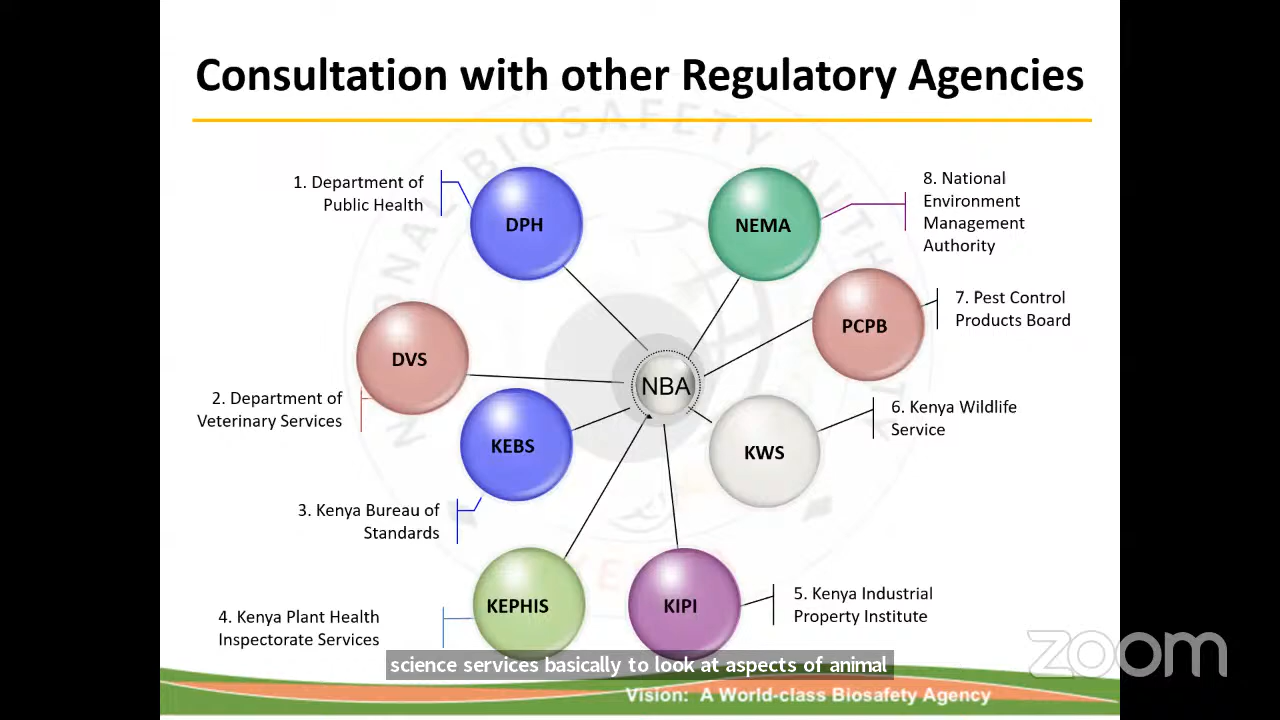 Consultation with other Regulatory Agencies
NATIONAL BIOSAFETY AUTHORITY
1. Department of
Public Health
DPH
NEMA
8. National
Environment
Management
Authority
PCPB
7. Pest Control
Products Board
DVS
2. Department of
Veterinary Services
NBA
KEBS
3. Kenya Bureau of
Standards
KWS
6. Kenya Wildlife
Service
KEPHIS
4. Kenya Plant Health
Inspectorate Services
KIPI
5. Kenya Industrial
Property Institute
zoom
science services basically to look at aspects of animal
Vision: A World-class Biosafety Agency